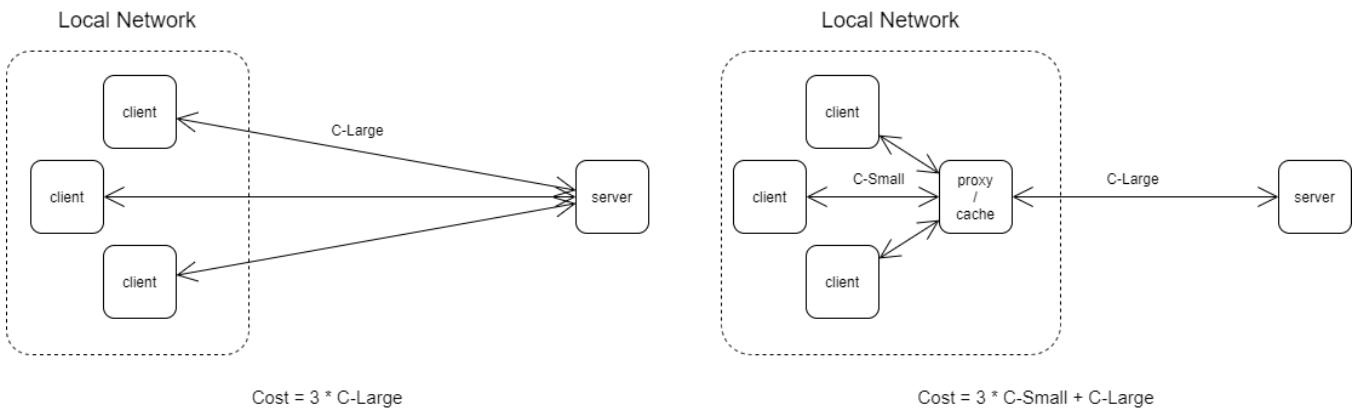 Local Network
client
C-Large
client
server
client
Cost = 3 * C-Large
Local Network
client
C-Small
client
proxy
/
cache
C-Large
server
client
Cost = 3 * C-Small + C-Large